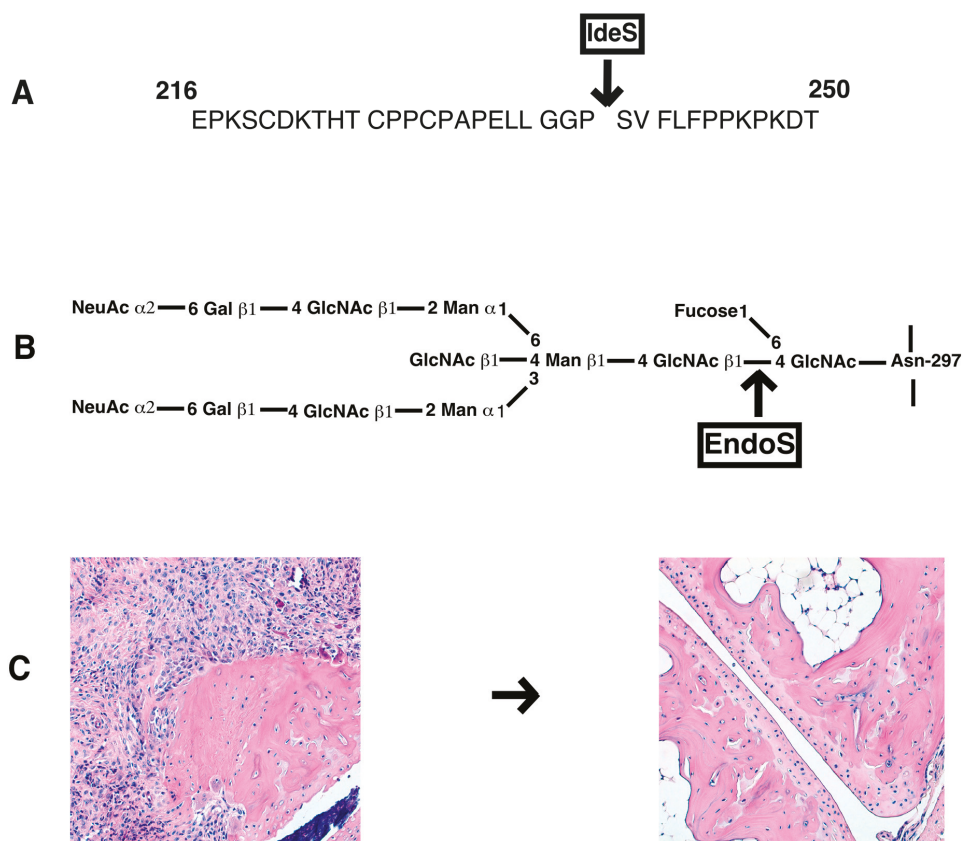 IdeS
A
216
250
EPKSCDKTHT CPPCPAPELL GGP SV FLFPPKPKDT
B
NeuAc α2 6 Gal β1 4 GlcNAc β1 2 Man α1
Fucose1
6
6
GlcNAc β1 4 Man β1 4 GlcNAc β1 4 GlcNAc Asn-297
3
NeuAc α2 6 Gal β1 4 GlcNAc β1 2 Man α1
EndoS
C